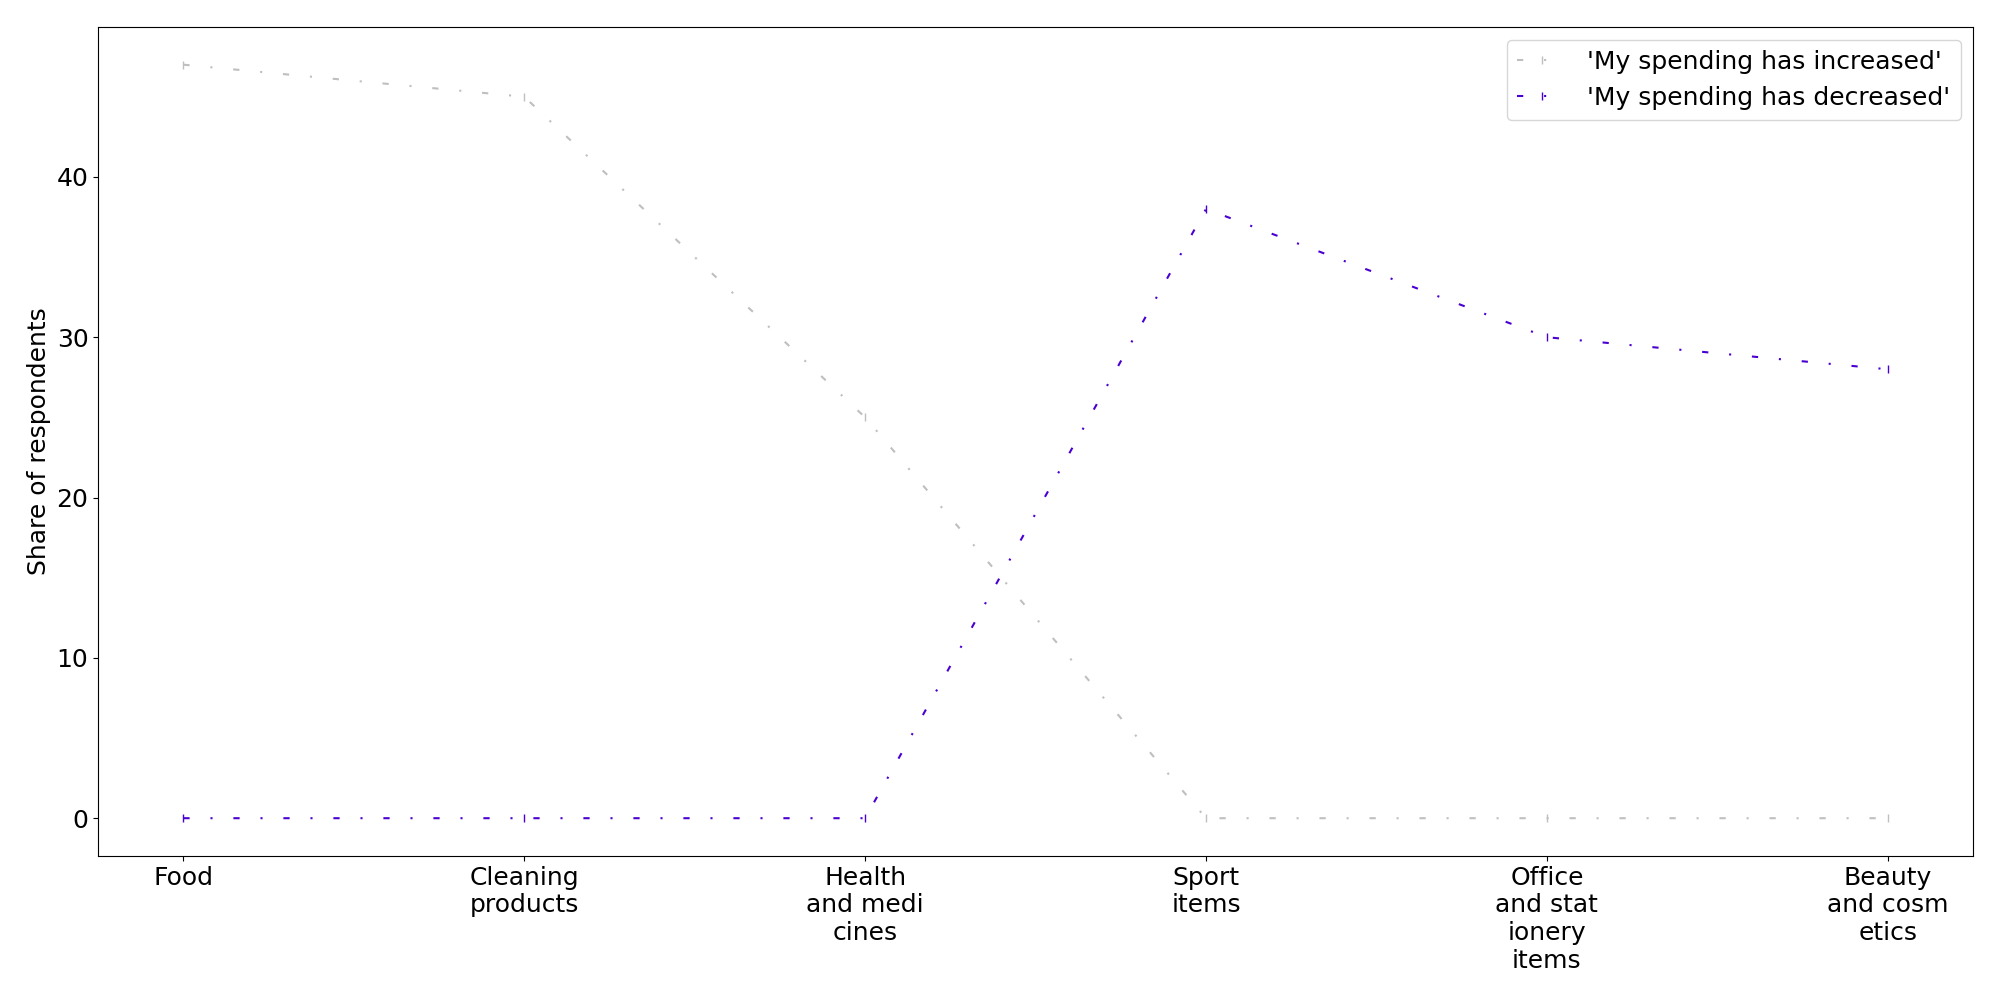 'My spending has increased'
'My spending has decreased'
Share of respondents
40
30
20
10
0
Food
Cleaning
products
Health
and medi
cines
Sport
items
Office
and stat
ionery
items
Beauty
and cosm
etics